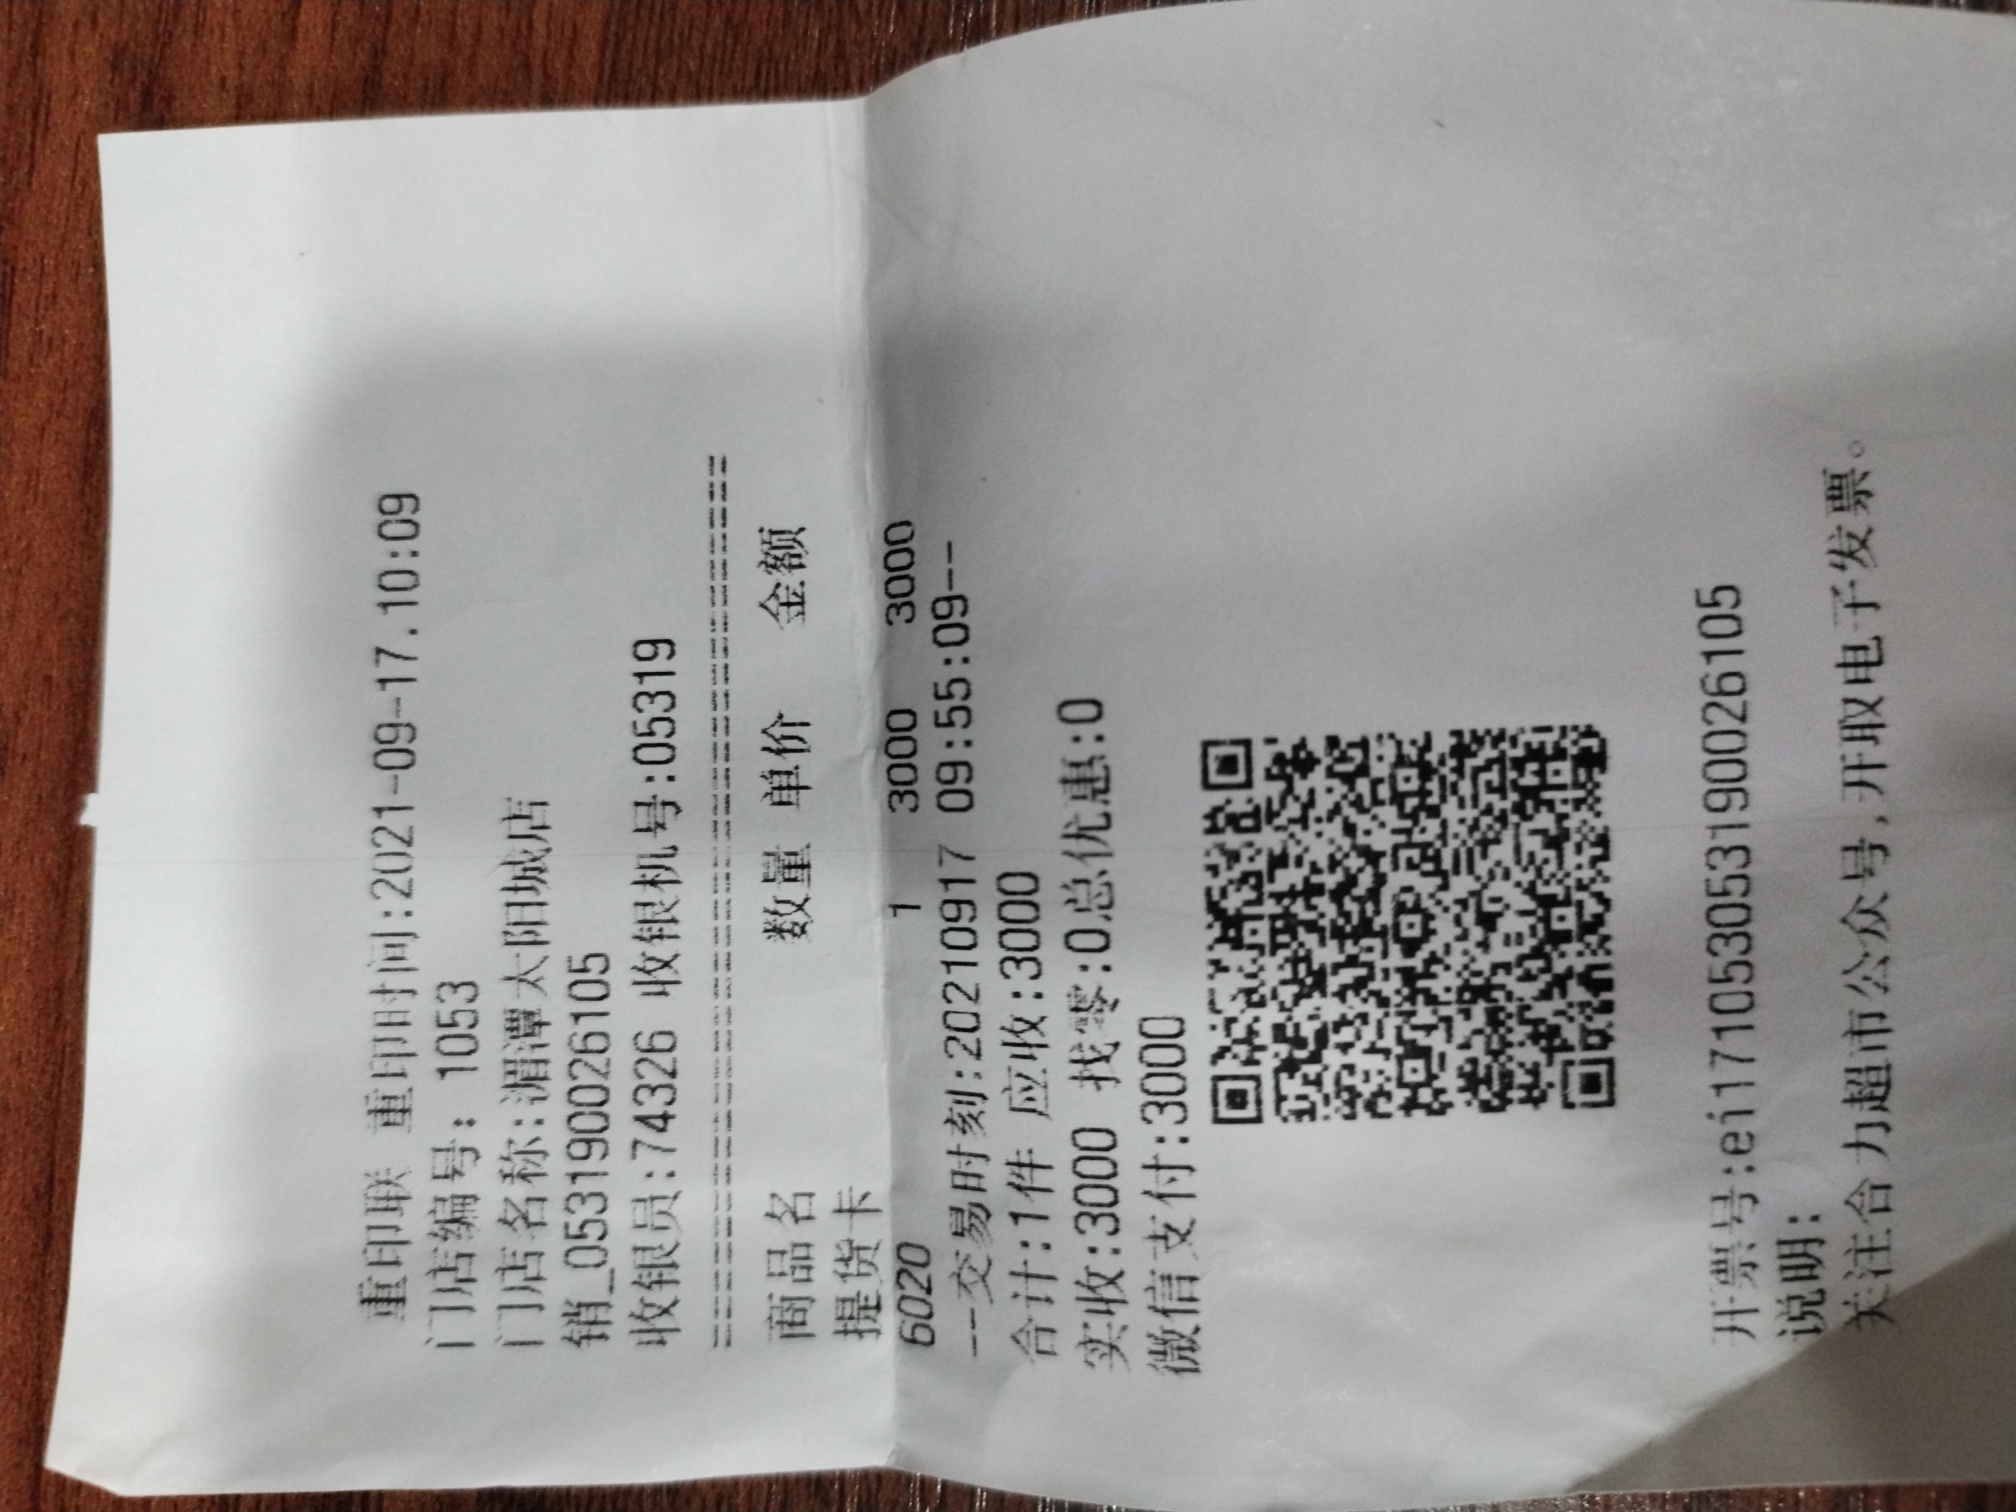 重印联 重印时间:2021-09-17.10:09
门店编号: 1053
门店名称:湄潭太阳城店
销_053190026105
收银员:74326 收银机号:05319
================================
商品名 数量 单价 金额
提货卡
6020 1 3000 3000
--交易时刻:20210917 09:55:09--
合计:1件 应收:3000
实收:3000 找零:0总优惠:0
微信支付:3000
开票号:ei171053053190026105
说明:
关注合力超市公众号,开取电子发票。